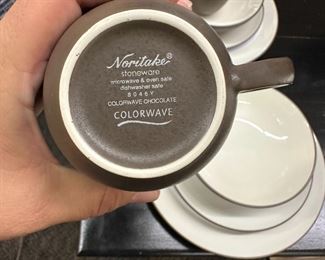 Noritake®
stoneware
microwave & oven safe
dishwasher safe
8046Y
COLORWAVE CHOCOLATE
COLORWAVE